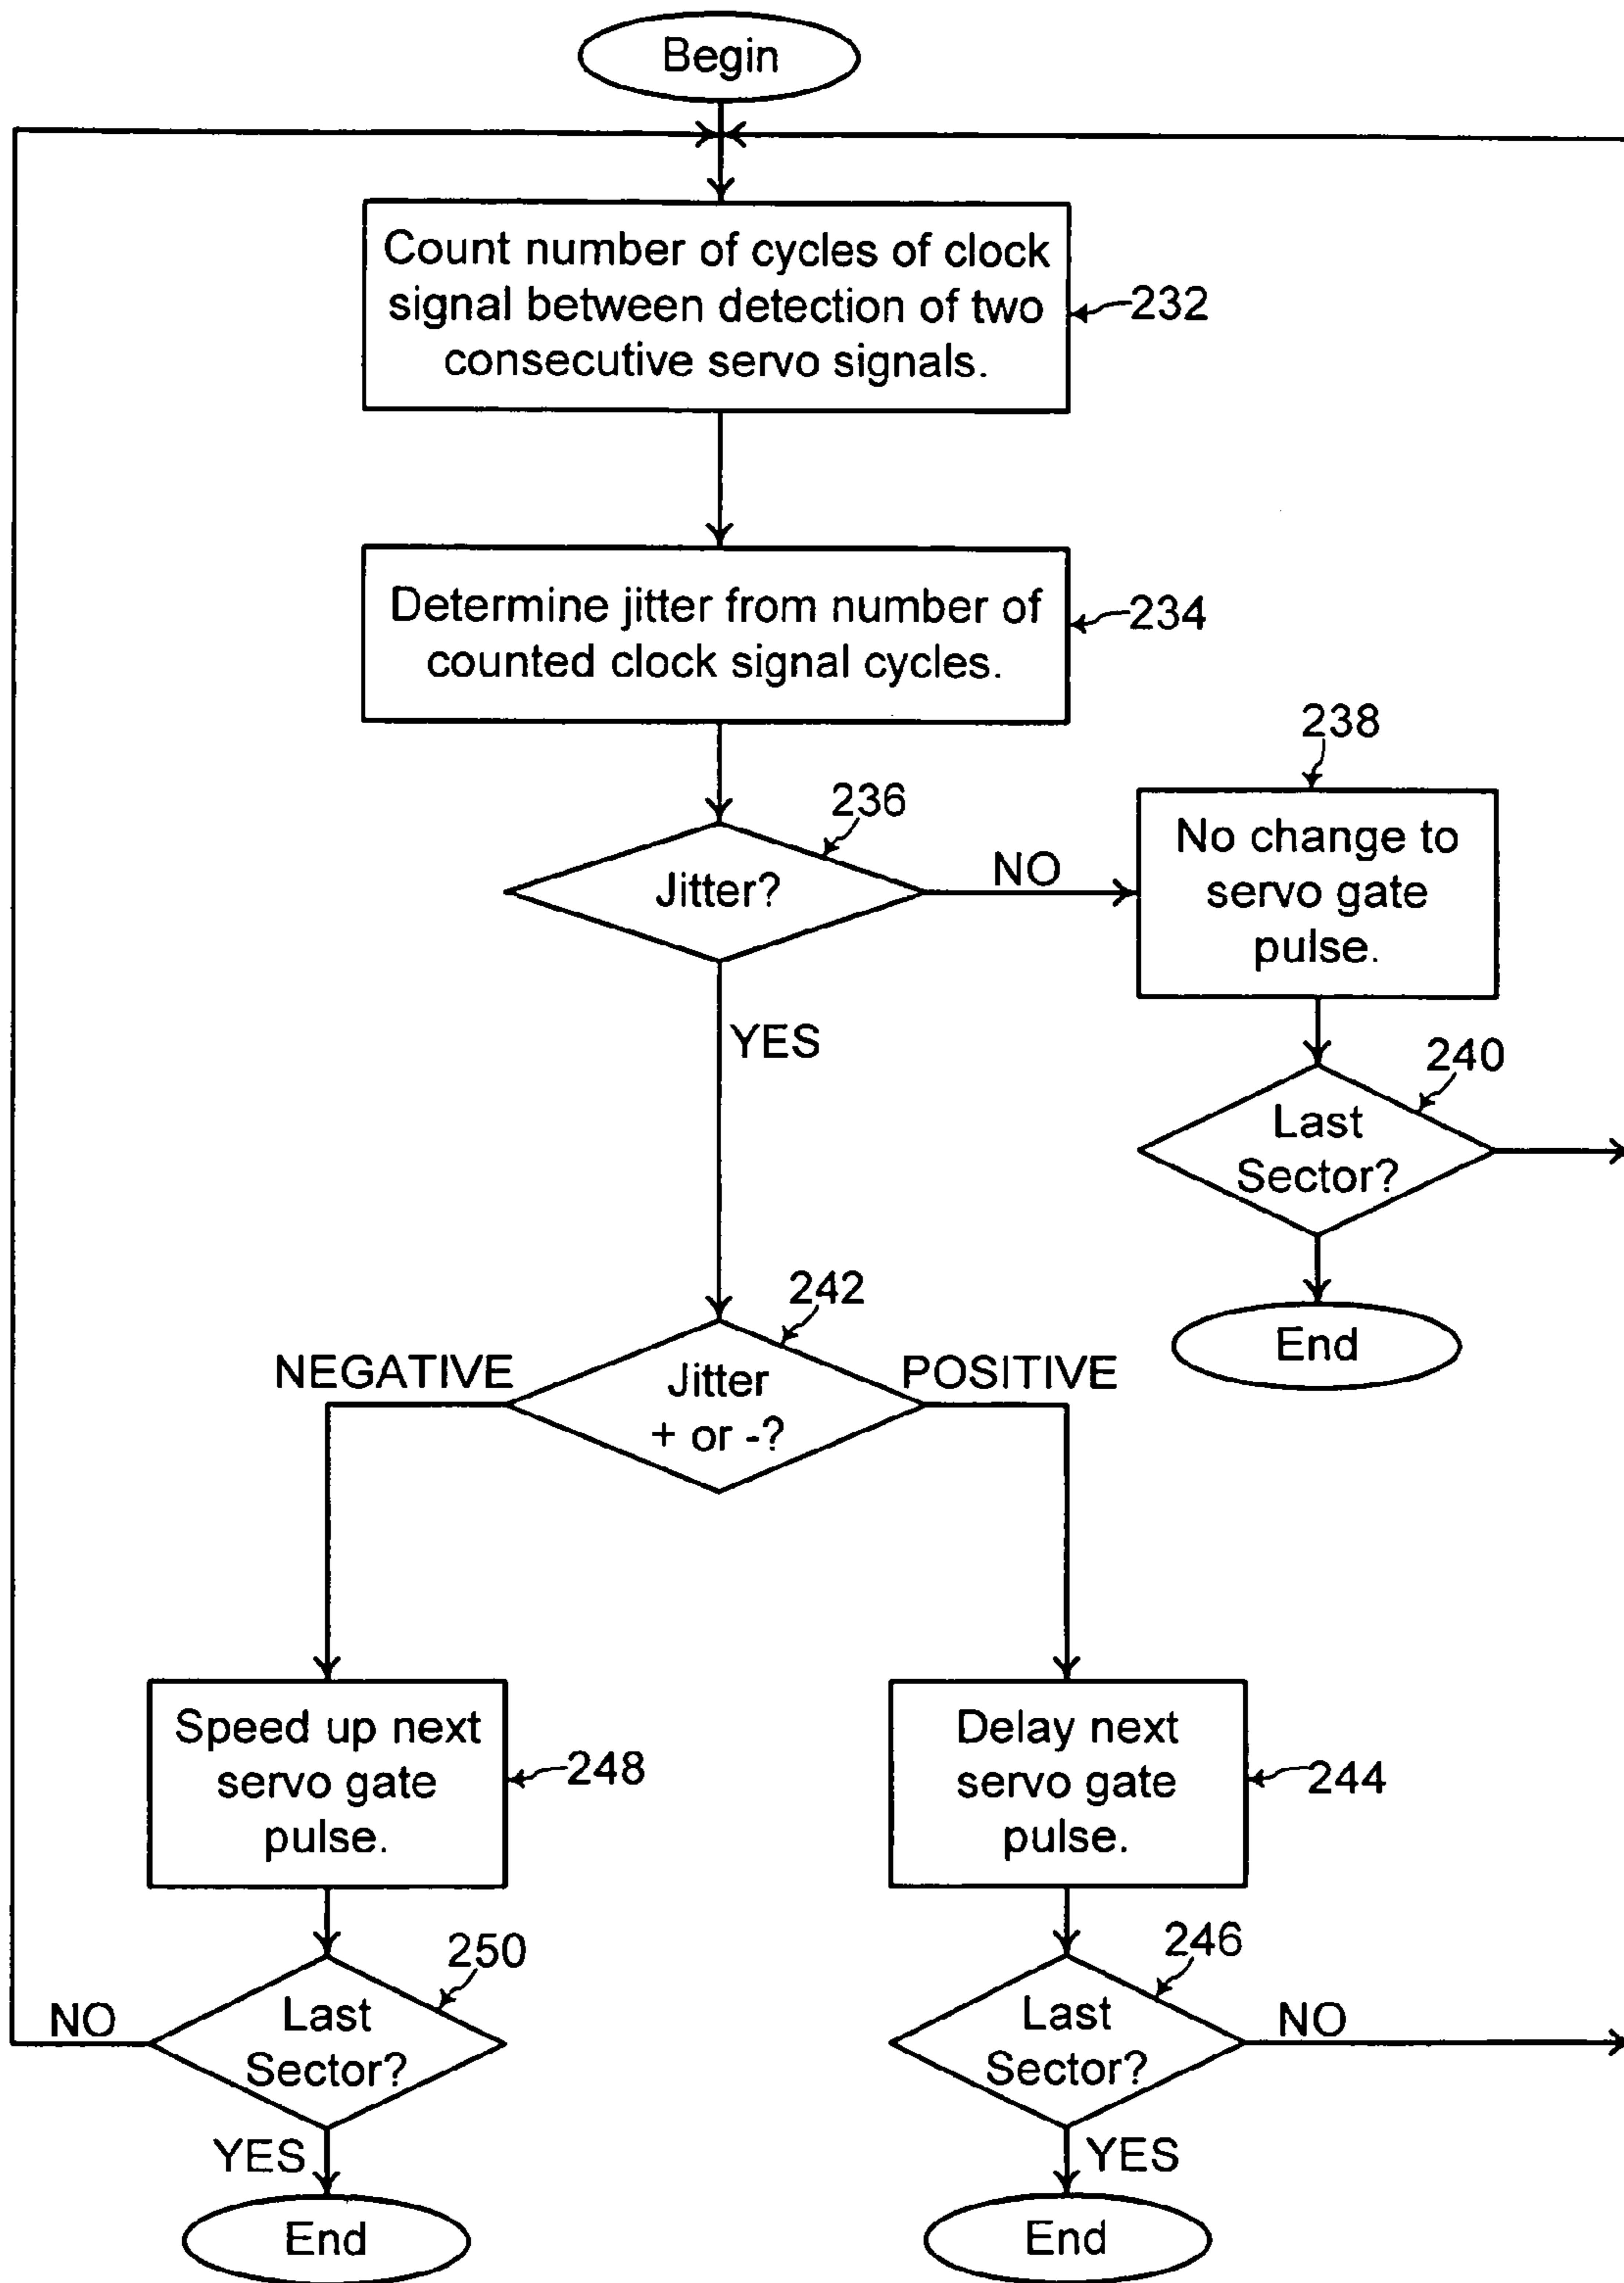 Begin
Count number of cycles of clock
signal between detection of two
consecutive servo signals.
232
Determine jitter from number of
counted clock signal cycles.
234
236
Jitter?
NO
238
No change to
servo gate
pulse.
YES
240
Last
Sector?
End
242
NEGATIVE
Jitter
+ or -?
POSITIVE
Speed up next
servo gate
pulse.
248
Delay next
servo gate
pulse.
244
250
Last
Sector?
NO
YES
End
246
Last
Sector?
NO
YES
End